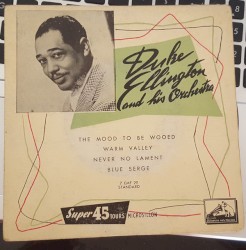 Duke
Ellington
and his Orchestra
THE MOOD TO BE WOOED
WARM VALLEY
NEVER NO LAMENT
BLUE SERGE
STANDARD
Super 45 TOURS MICROSILLON